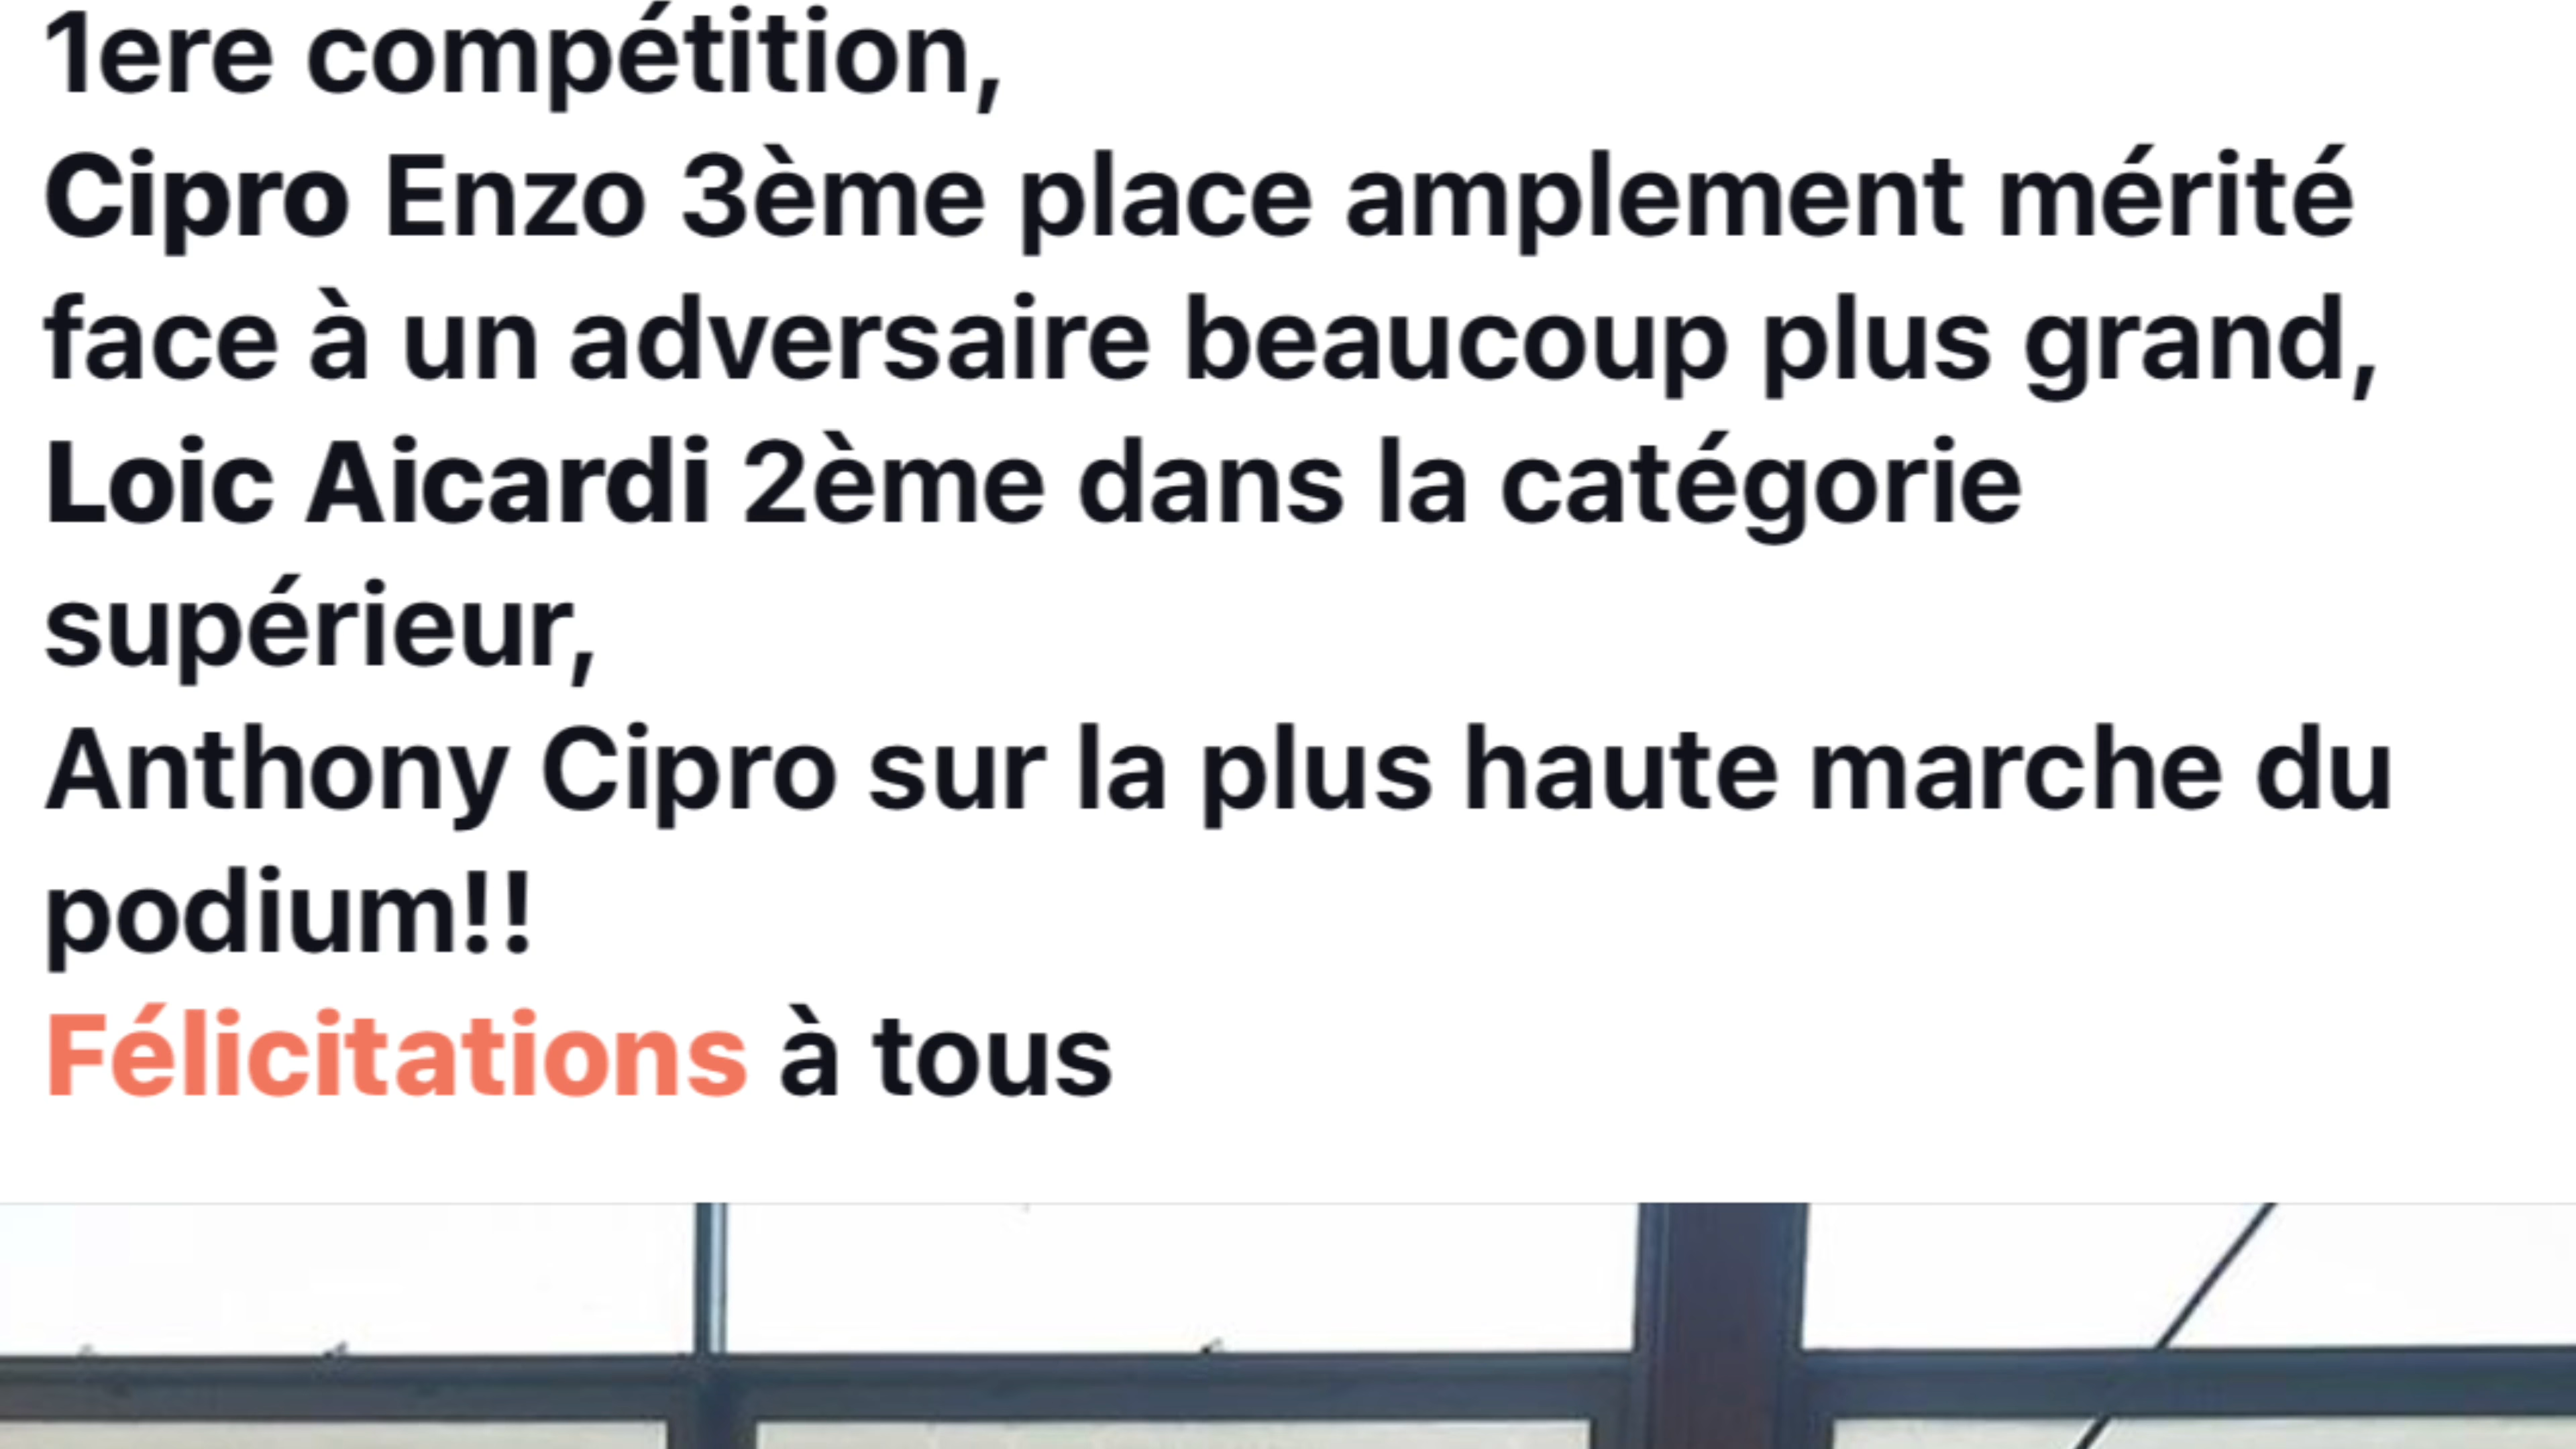 1ere compétition,
Cipro Enzo 3ème place amplement mérité
face à un adversaire beaucoup plus grand,
Loic Aicardi 2ème dans la catégorie
supérieur,
Anthony Cipro sur la plus haute marche du
podium!!
Félicitations à tous